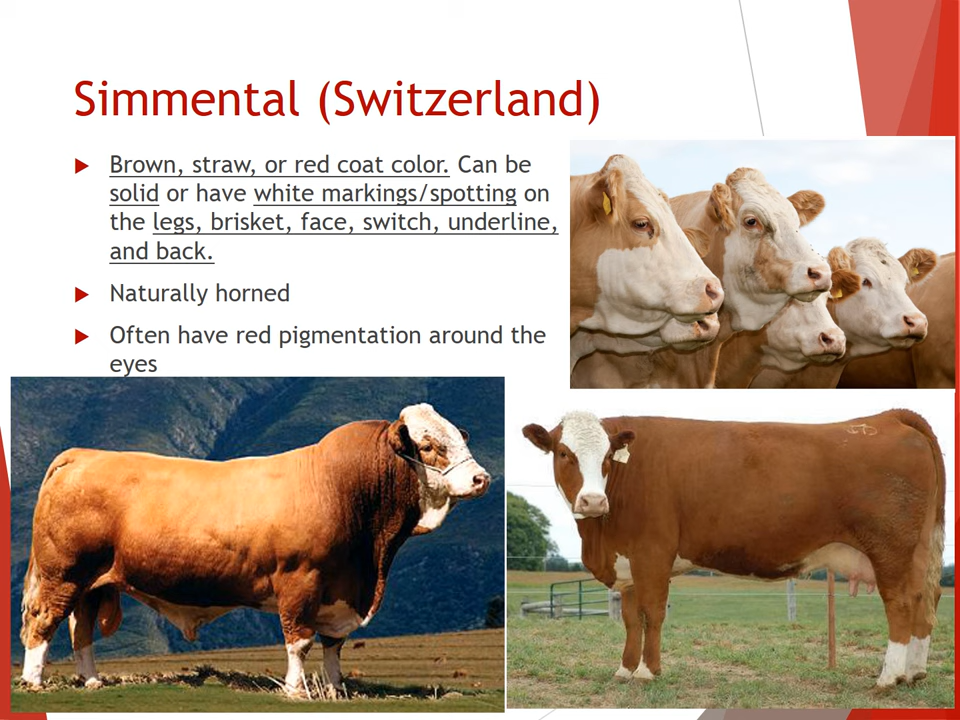 Simmental (Switzerland)
Brown, straw, or red coat color. Can be
solid or have white markings/spotting on
the legs, brisket, face, switch, underline,
and back.
Naturally horned
Often have red pigmentation around the
eyes